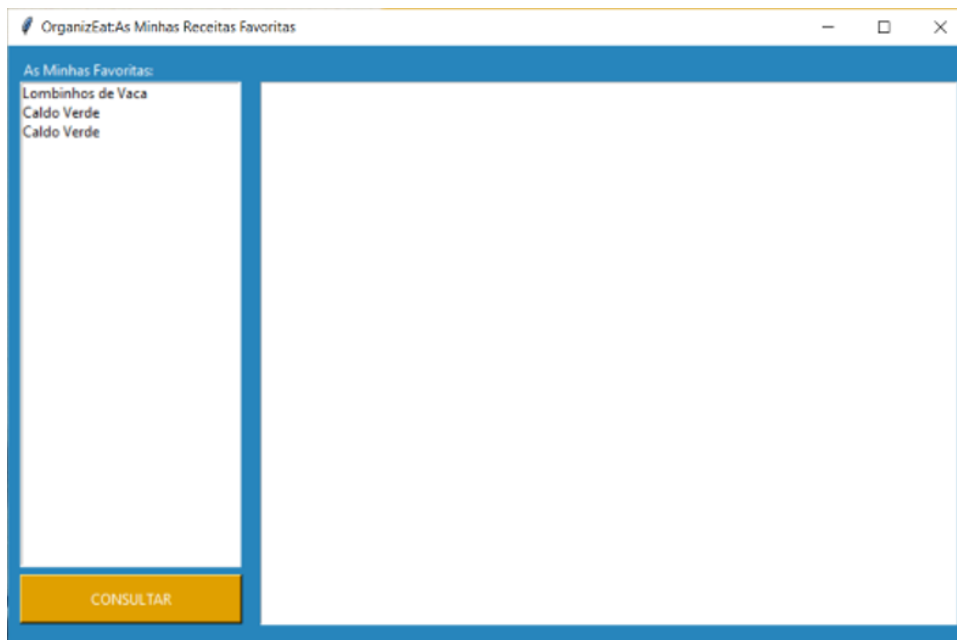 OrganizEat:As Minhas Receitas Favoritas
As Minhas Favoritas:
Lombinhos de Vaca
Caldo Verde
Caldo Verde
CONSULTAR